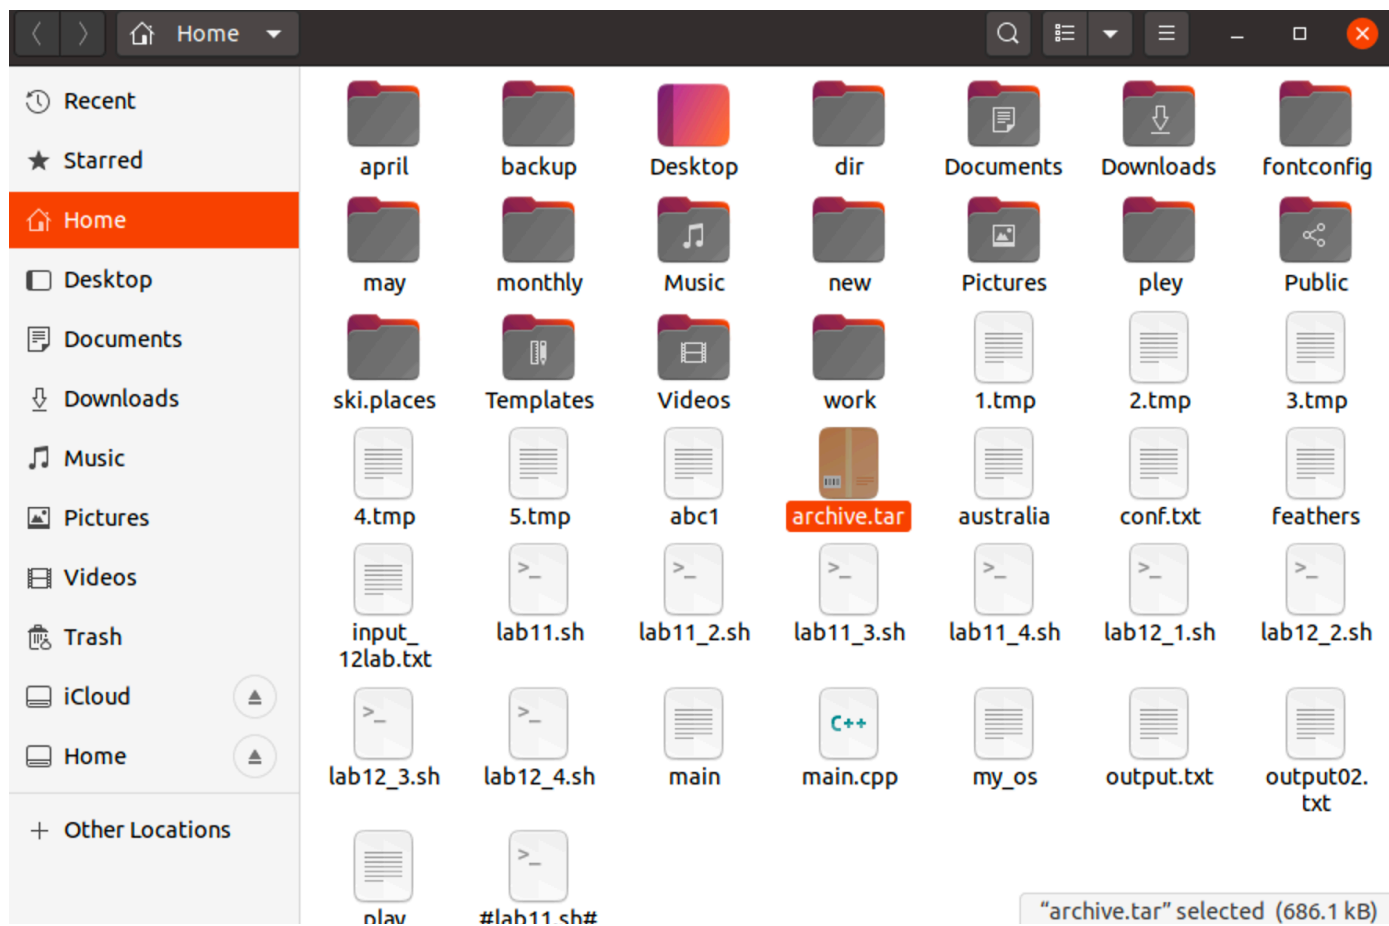 Home
Recent
Starred
Home
Desktop
Documents
Downloads
Music
Pictures
Videos
Trash
iCloud
Home
Other Locations
april backup Desktop dir Documents Downloads fontconfig
may monthly Music new Pictures pley Public
ski.places Templates Videos work 1.tmp 2.tmp 3.tmp
4.tmp 5.tmp abc1 archive.tar australia conf.txt feathers
input_ lab11.sh lab11_2.sh lab11_3.sh lab11_4.sh lab12_1.sh lab12_2.sh
12lab.txt
C++
lab12_3.sh lab12_4.sh main main.cpp my_os output.txt output02.
txt
play #lab11.sh#
“archive.tar” selected (686.1 kB)